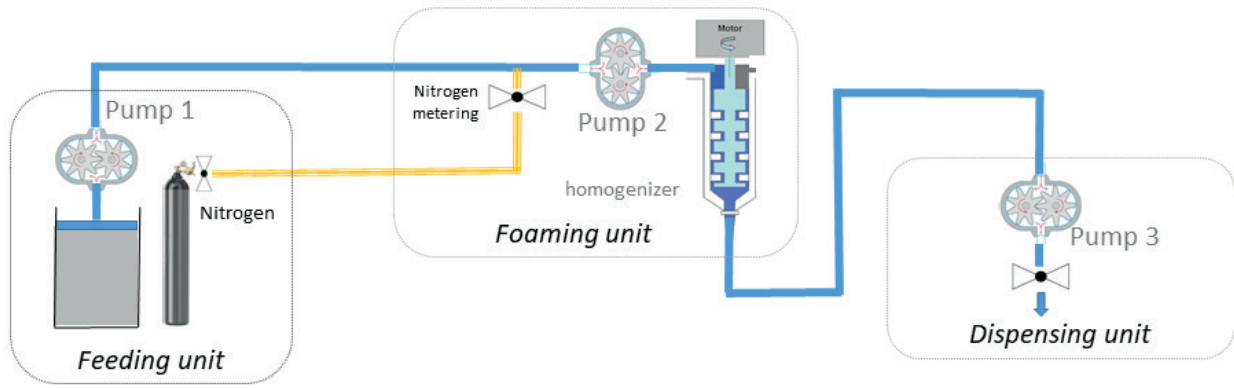 Motor
Pump 1
Nitrogen
metering
Pump 2
homogenizer
Nitrogen
Foaming unit
Pump 3
Feeding unit
Dispensing unit